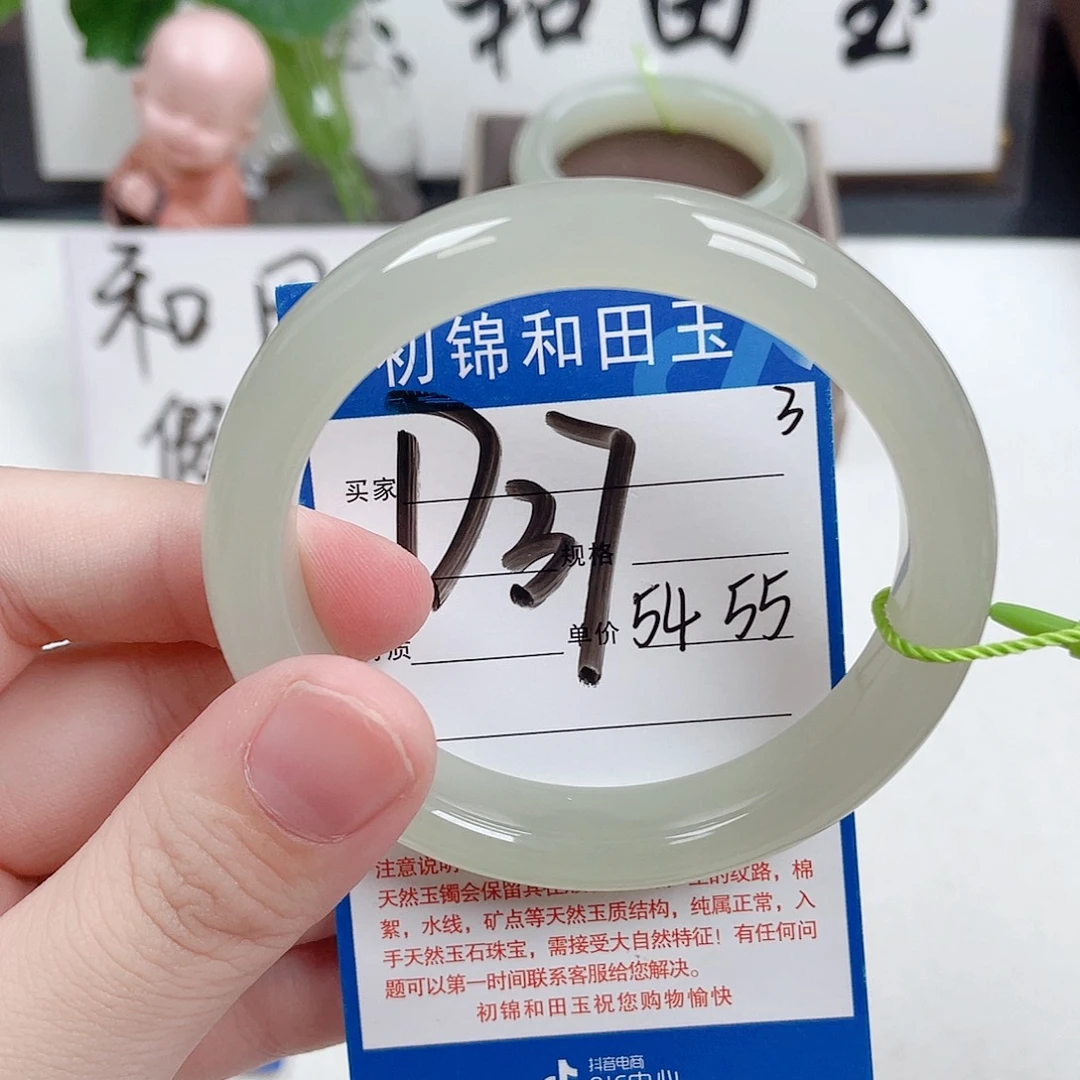 和田玉
和田
假
初锦和田玉
3
D37
买家
规格
质
单价 54 55
注意说明
天然玉镯会保留其在 的纹路，棉
絮，水线，矿点等天然玉质结构，纯属正常，入
手天然玉石珠宝，需接受大自然特征！有任何问
题可以第一时间联系客服给您解决。
初锦和田玉祝您购物愉快
抖音电商